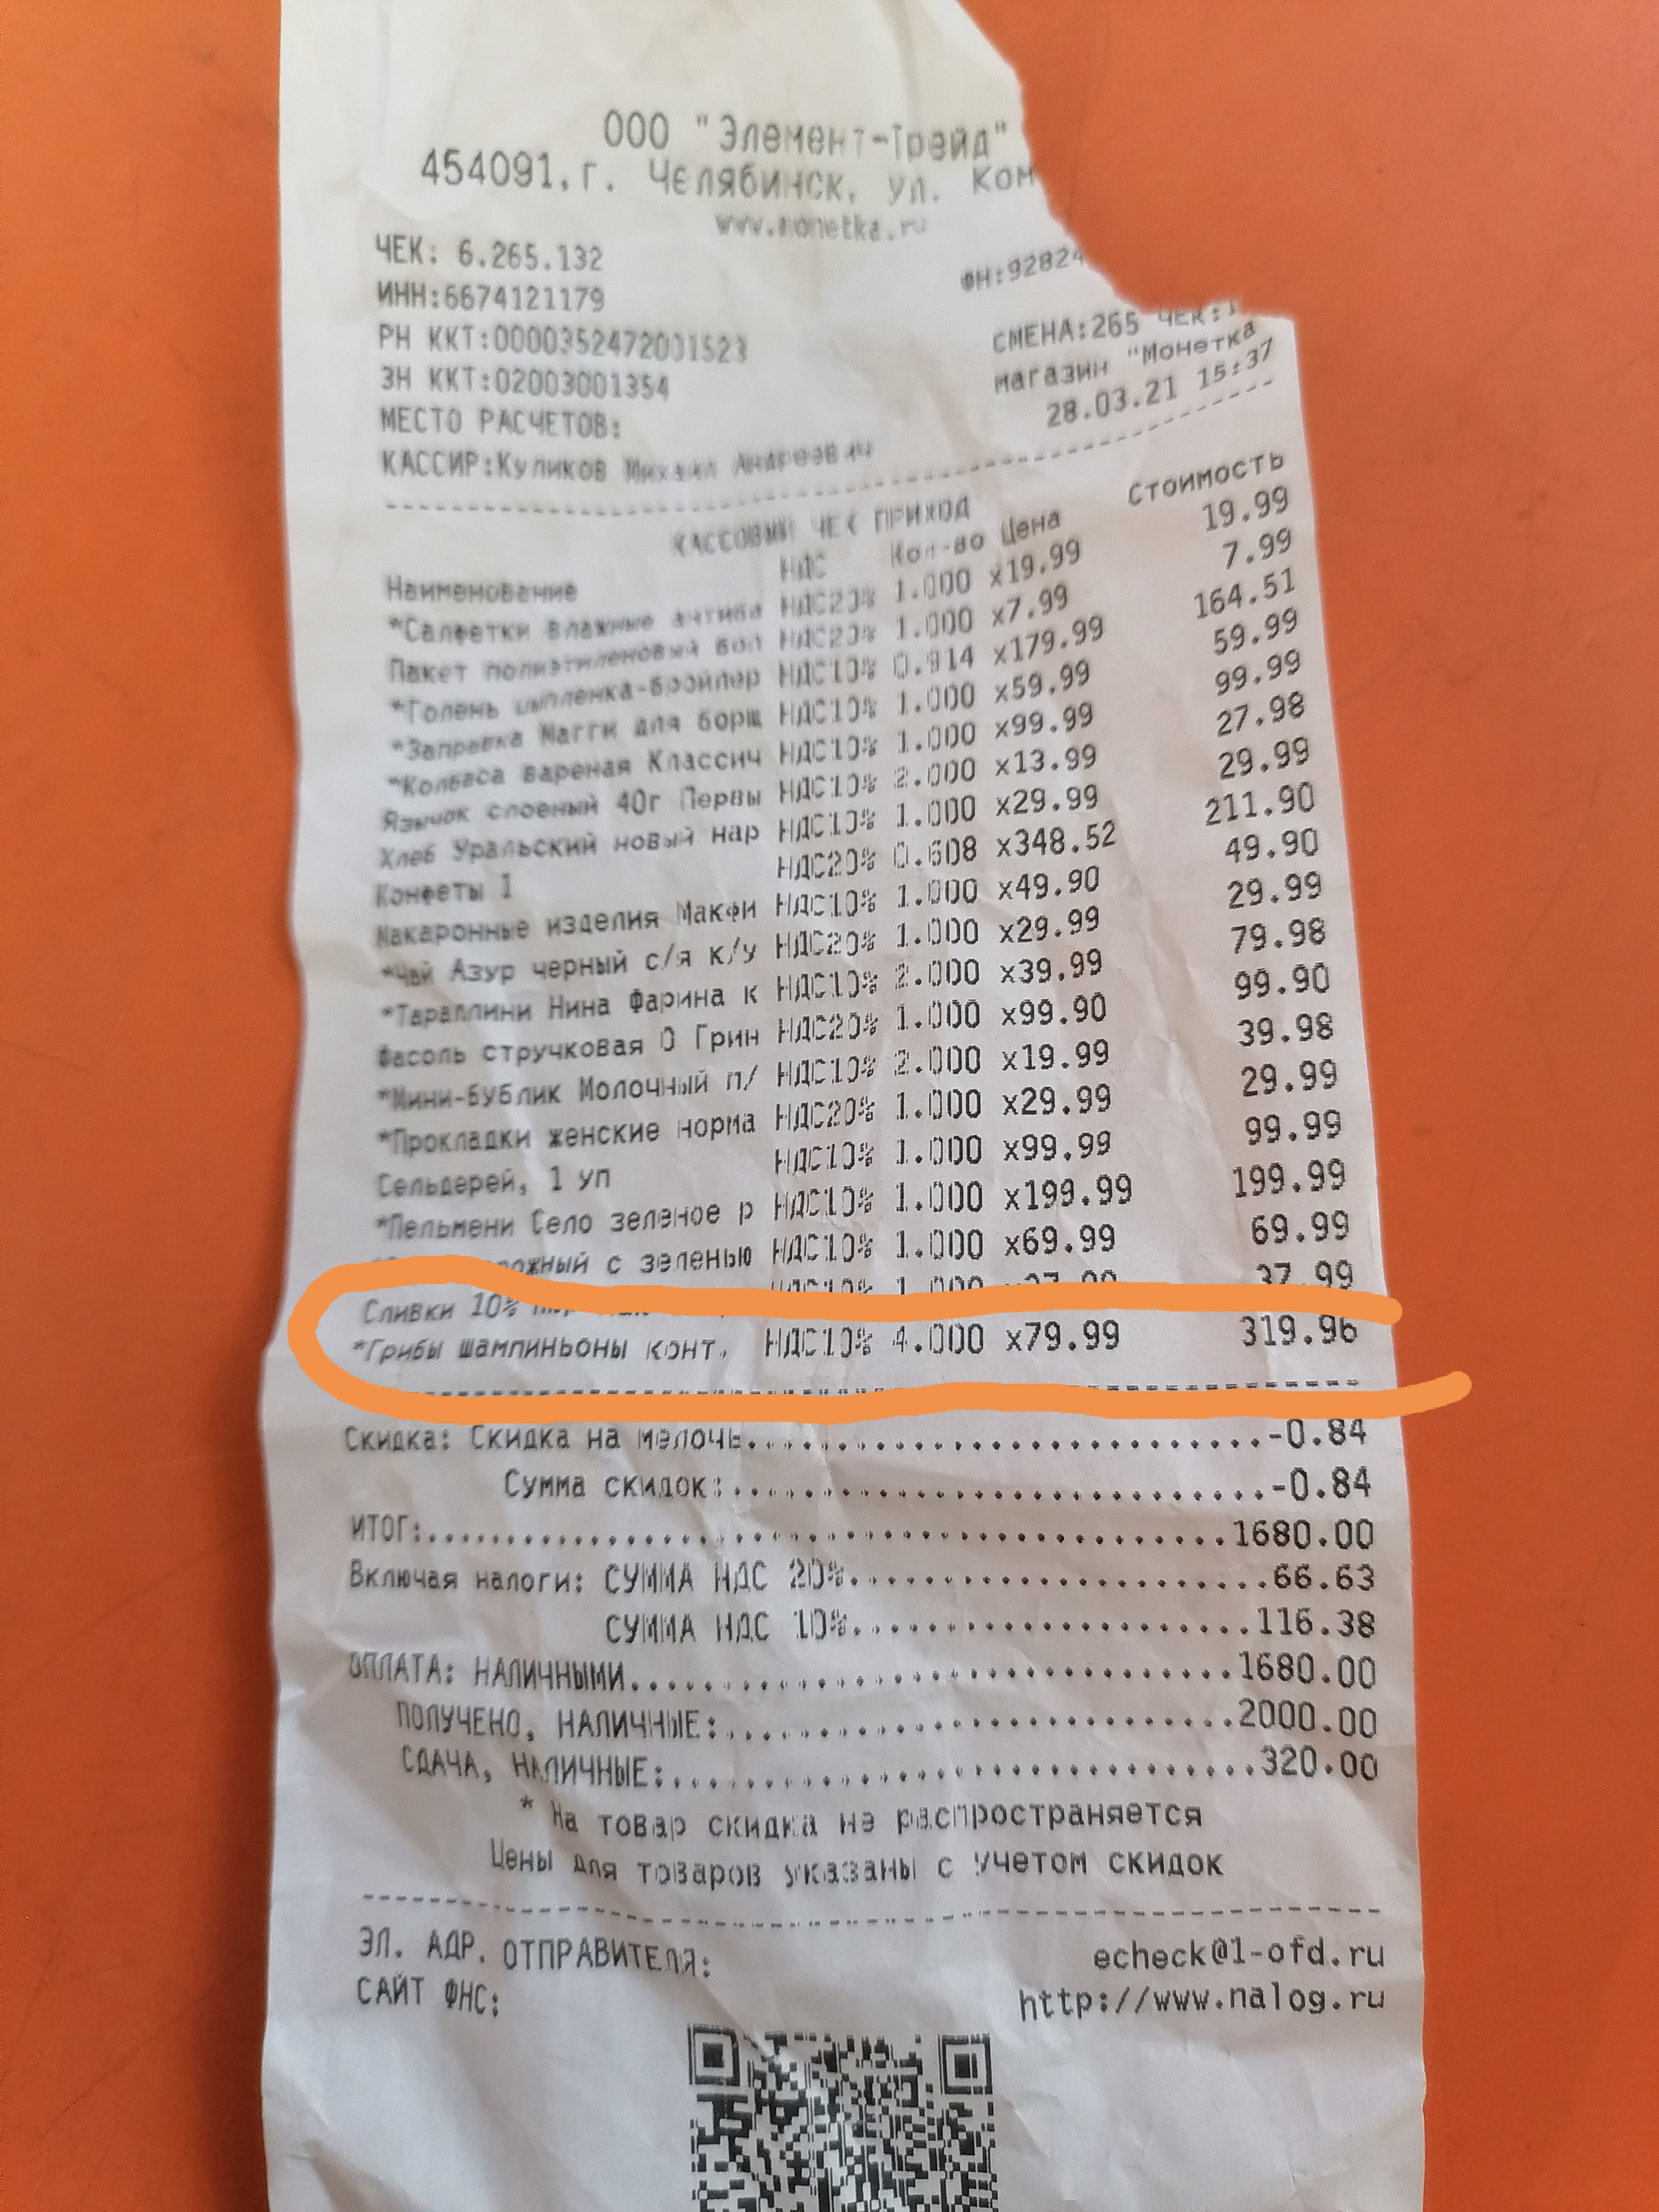 ООО "Элемент-Трейд"
454091,г. Челябинск, ул. Ком
www.monetka.ru
ЧЕК: 6.265.132
ФН:92824
ИНН:6674121179
РН ККТ:0000352472001523
СМЕНА:265 ЧЕК:
ЗН ККТ:02003001354
магазин "Монетка
МЕСТО РАСЧЕТОВ:
28.03.21 15:37
КАССИР:Куликов Михаил Андреевич
КАССОВЫЙ ЧЕК ПРИХОД
Наименование НДС Кол-во Цена Стоимость
*Салфетки влажные антиба НДС20% 1.000 x19.99 19.99
Пакет полиэтиленовый бол НДС20% 1.000 x7.99 7.99
*Голень цыпленка-бройлер НДС10% 0.914 x179.99 164.51
*Заправка Магги для борщ НДС10% 1.000 x59.99 59.99
*Колбаса вареная Классич НДС10% 1.000 x99.99 99.99
Язычок слоеный 40г Первы НДС10% 2.000 x13.99 27.98
Хлеб Уральский новый нар НДС10% 1.000 x29.99 29.99
Конфеты 1 НДС20% 0.608 x348.52 211.90
Макаронные изделия Макфи НДС10% 1.000 x49.90 49.90
*Чай Азур черный с/я к/у НДС20% 1.000 x29.99 29.99
*Тараллини Нина Фарина к НДС10% 2.000 x39.99 79.98
Фасоль стручковая О Грин НДС20% 1.000 x99.90 99.90
*Мини-бублик Молочный п/ НДС10% 2.000 x19.99 39.98
*Прокладки женские норма НДС20% 1.000 x29.99 29.99
Сельдерей, 1 уп НДС10% 1.000 x99.99 99.99
*Пельмени Село зеленое р НДС10% 1.000 x199.99 199.99
с зеленью НДС10% 1.000 x69.99 69.99
Сливки 10% НДС10% 1.000 37.99
*Грибы шампиньоны конт. НДС10% 4.000 x79.99 319.96
Скидка: Скидка на мелочь............................-0.84
Сумма скидок:..............................-0.84
ИТОГ:............................................1680.00
Включая налоги: СУММА НДС 20%.......................66.63
СУММА НДС 10%......................116.38
ОПЛАТА: НАЛИЧНЫМИ.................................1680.00
ПОЛУЧЕНО, НАЛИЧНЫЕ:............................2000.00
СДАЧА, НАЛИЧНЫЕ:................................320.00
* На товар скидка не распространяется
Цены для товаров указаны с учетом скидок
ЭЛ. АДР. ОТПРАВИТЕЛЯ: echeck@1-ofd.ru
САЙТ ФНС: http://www.nalog.ru